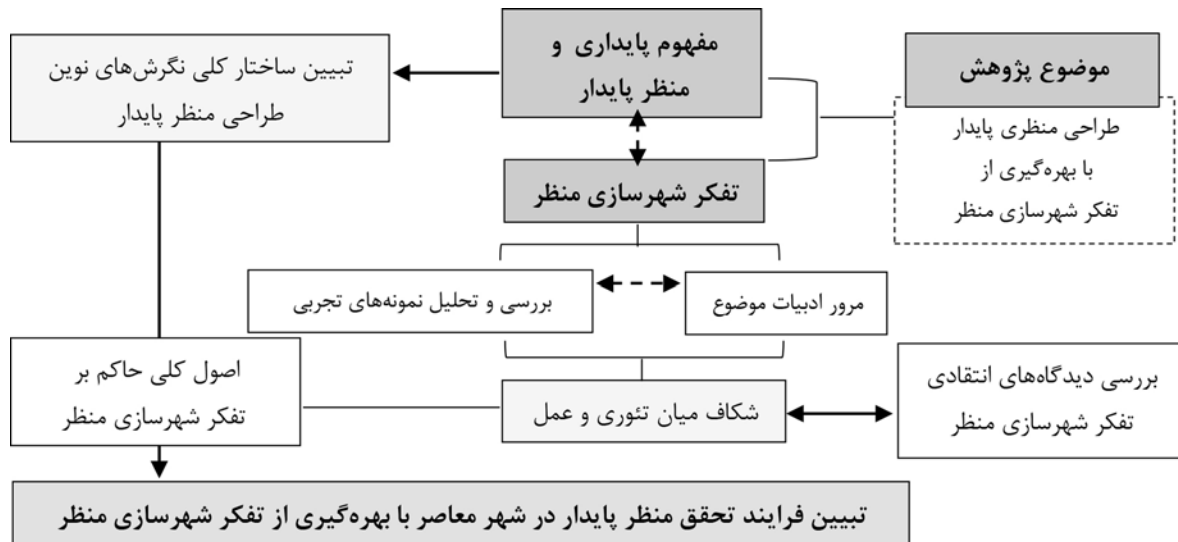 موضوع پژوهش
طراحی منظری پایدار
با بهره‌گیری از
تفکر شهرسازی منظر
مفهوم پایداری و
منظر پایدار
تبیین ساختار کلی نگرش‌های نوین
طراحی منظر پایدار
تفکر شهرسازی منظر
مرور ادبیات موضوع
بررسی و تحلیل نمونه‌های تجربی
بررسی دیدگاه‌های انتقادی
تفکر شهرسازی منظر
شکاف میان تئوری و عمل
اصول کلی حاکم بر
تفکر شهرسازی منظر
تبیین فرایند تحقق منظر پایدار در شهر معاصر با بهره‌گیری از تفکر شهرسازی منظر